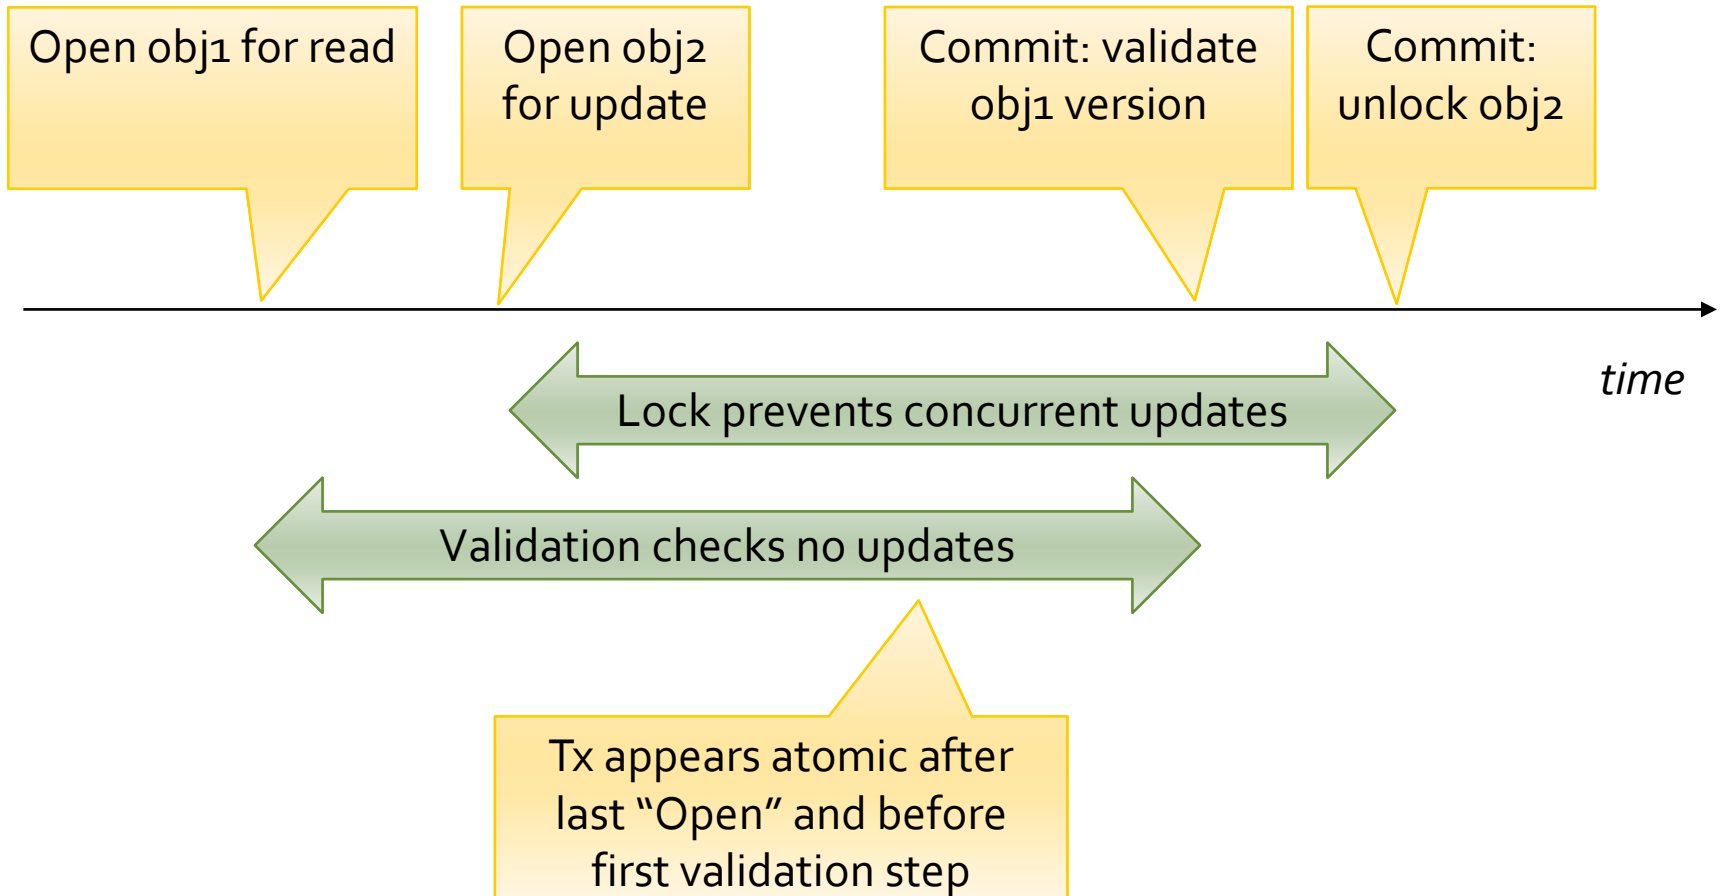 Open obj1 for read
Open obj2
for update
Commit: validate
obj1 version
Commit:
unlock obj2
time
Lock prevents concurrent updates
Validation checks no updates
Tx appears atomic after
last “Open” and before
first validation step